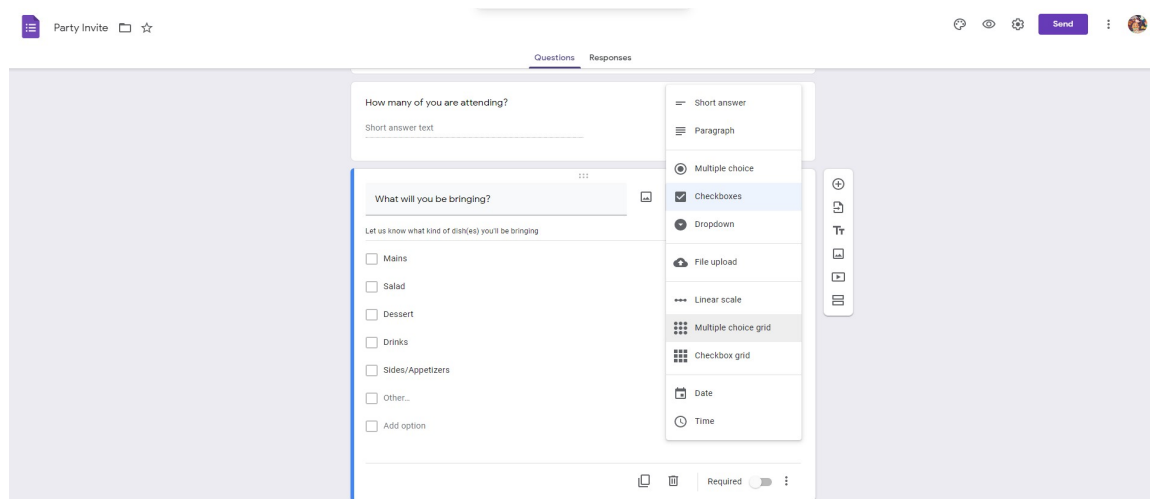 Party Invite
Send
Questions Responses
How many of you are attending?
Short answer text
What will you be bringing?
Let us know what kind of dish(es) you'll be bringing
Mains
Salad
Dessert
Drinks
Sides/Appetizers
Other...
Add option
Short answer
Paragraph
Multiple choice
Checkboxes
Dropdown
File upload
Linear scale
Multiple choice grid
Checkbox grid
Date
Time
Tт
Required